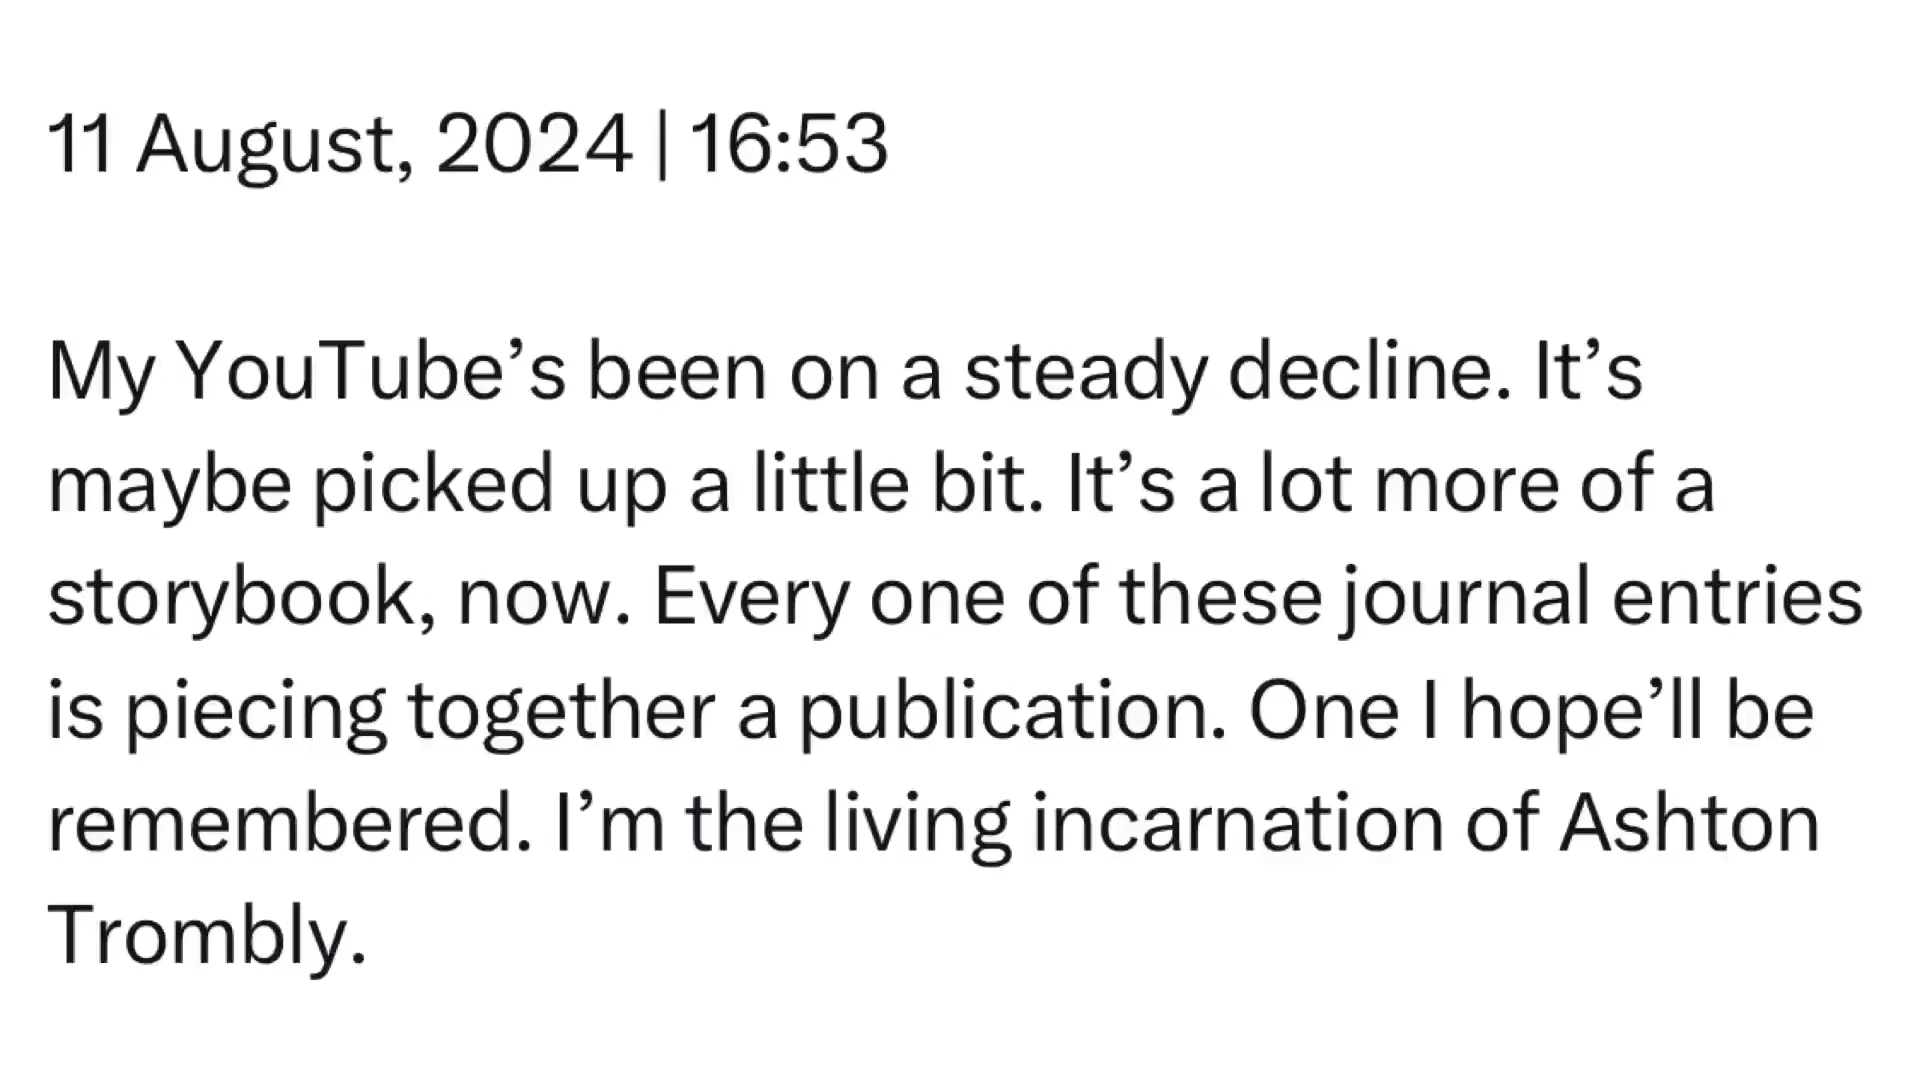 11 August, 2024 | 16:53
My YouTube’s been on a steady decline. It’s
maybe picked up a little bit. It’s a lot more of a
storybook, now. Every one of these journal entries
is piecing together a publication. One I hope’ll be
remembered. I’m the living incarnation of Ashton
Trombly.